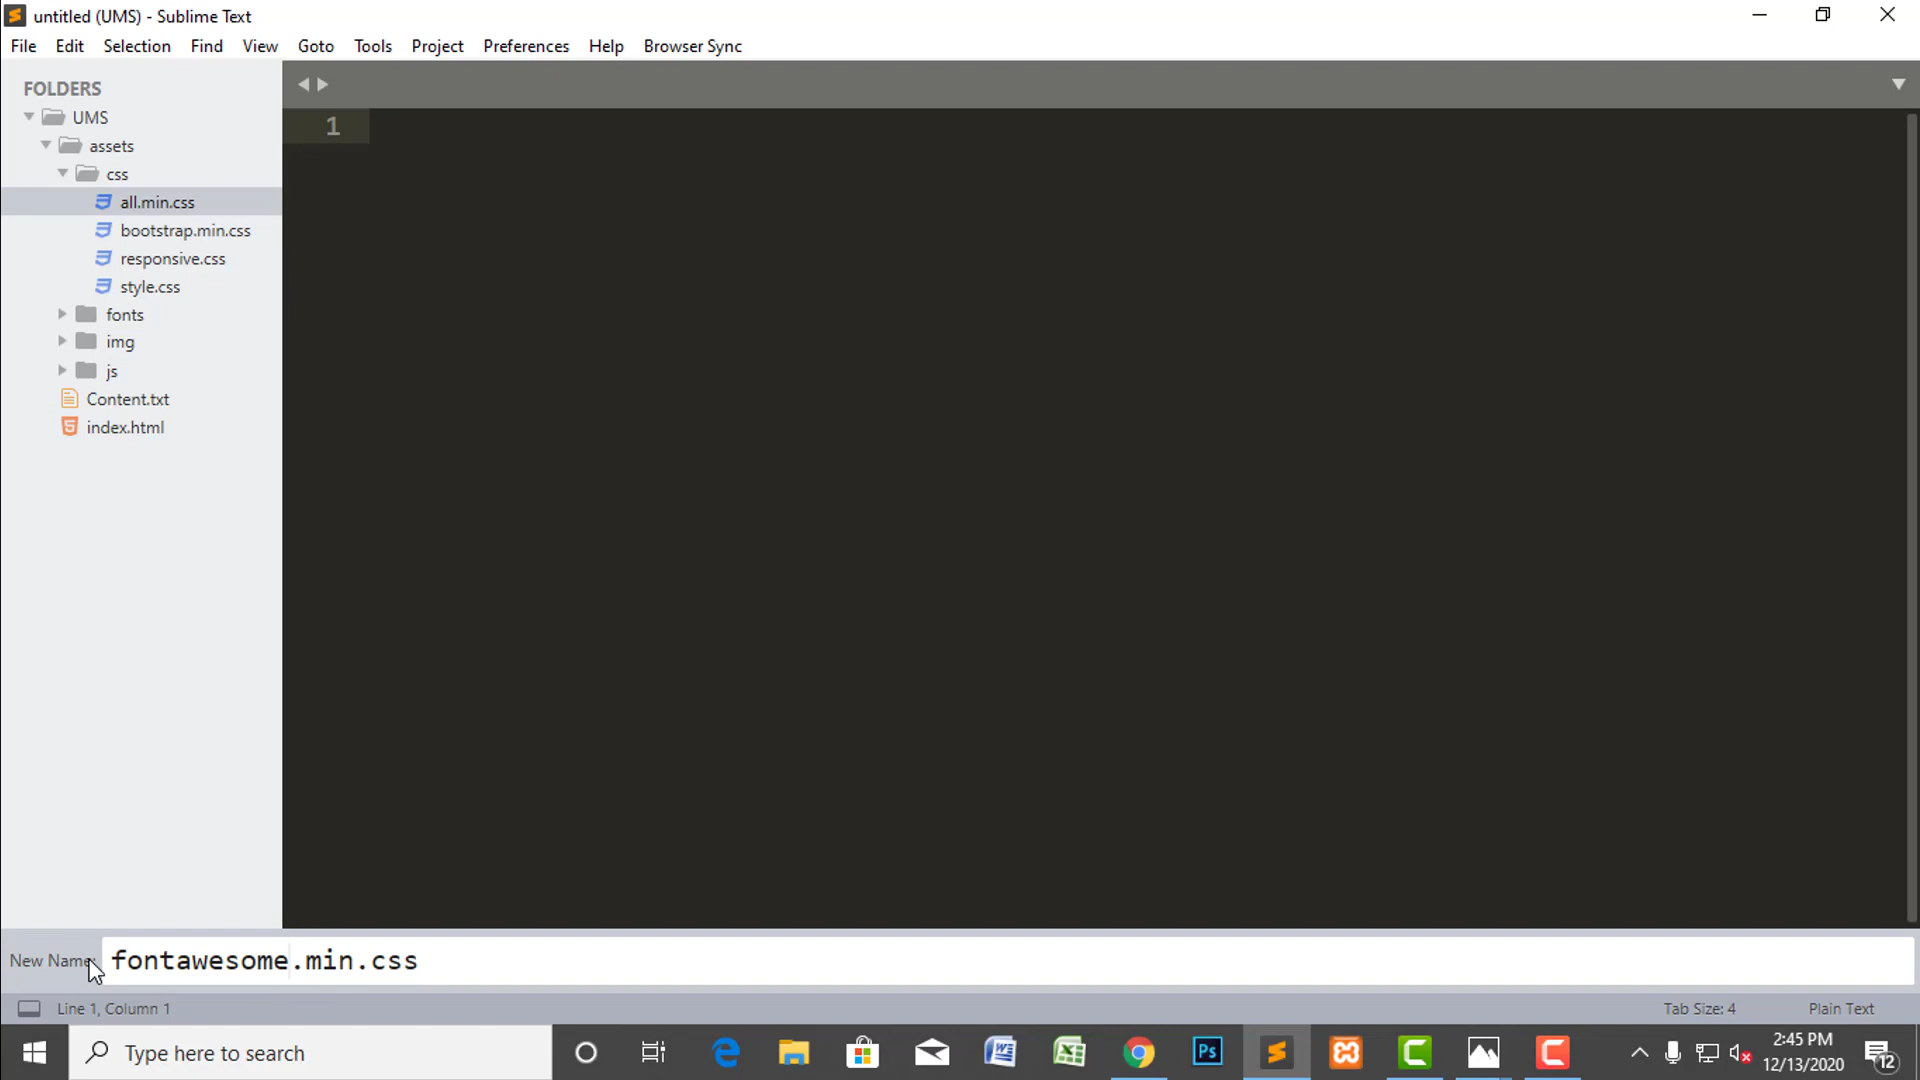 untitled (UMS) - Sublime Text
File Edit Selection Find View Goto Tools Project Preferences Help Browser Sync
FOLDERS
UMS
assets
css
all.min.css
bootstrap.min.css
responsive.css
style.css
fonts
img
js
Content.txt
index.html
1
New Name: fontawesome.min.css
Line 1, Column 1
Tab Size: 4
Plain Text
Type here to search
Ps
2:45 PM
12/13/2020
12